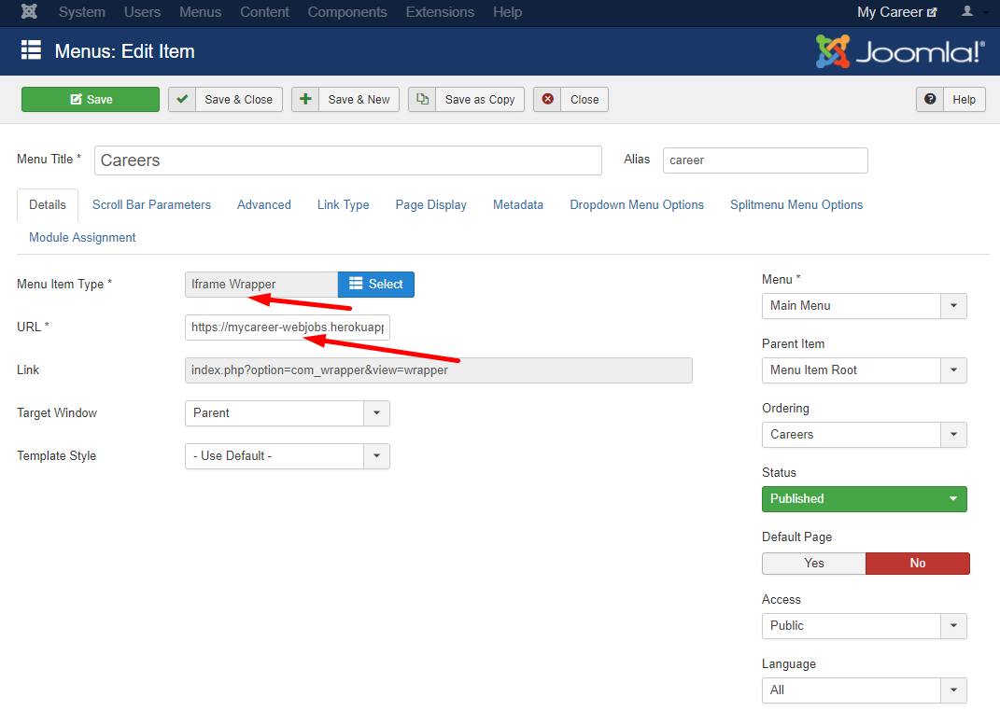 System Users Menus Content Components Extensions Help My Career
Menus: Edit Item Joomla!®
Save Save & Close Save & New Save as Copy Close Help
Menu Title * Careers Alias career
Details Scroll Bar Parameters Advanced Link Type Page Display Metadata Dropdown Menu Options Splitmenu Menu Options
Module Assignment
Menu Item Type * Iframe Wrapper Select
URL * https://mycareer-webjobs.herokuapp
Link index.php?option=com_wrapper&view=wrapper
Target Window Parent
Template Style - Use Default -
Menu *
Main Menu
Parent Item
Menu Item Root
Ordering
Careers
Status
Published
Default Page
Yes No
Access
Public
Language
All